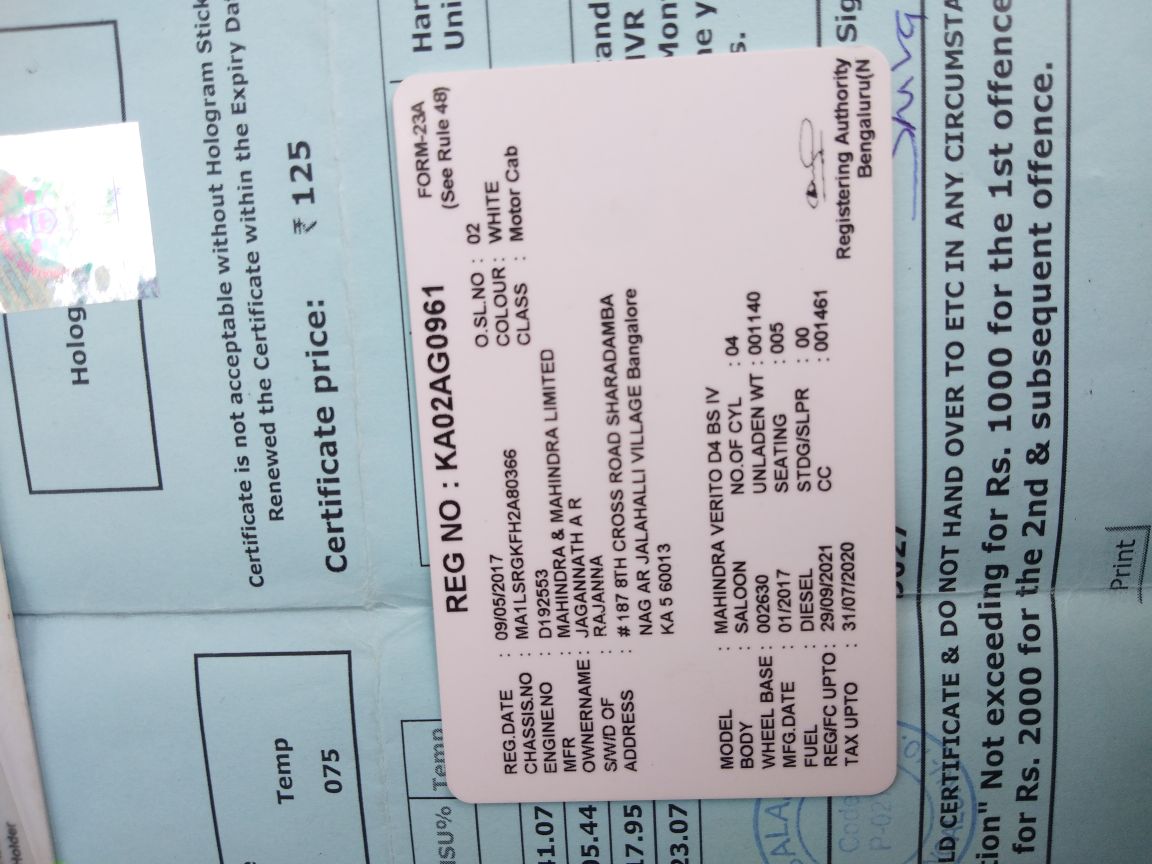 Holog
Certificate is not acceptable without Hologram Stick
Renewed the Certificate within the Expiry Da
Certificate price: ₹ 125
Temp
075
Har
Uni
and
IVR
Mon
s.
Temp
Sig
FORM-23A
(See Rule 48)
REG NO : KA02AG0961
REG.DATE : 09/05/2017 O.SL.NO : 02
CHASSIS.NO : MA1LSRGKFH2A80366 COLOUR : WHITE
ENGINE.NO : D192553 CLASS : Motor Cab
MFR : MAHINDRA & MAHINDRA LIMITED
OWNERNAME : JAGANNATH A R
S/W/D OF : RAJANNA
ADDRESS : # 187 8TH CROSS ROAD SHARADAMBA
NAG AR JALAHALLI VILLAGE Bangalore
KA 5 60013
MODEL : MAHINDRA VERITO D4 BS IV
BODY : SALOON NO.OF CYL : 04
WHEEL BASE : 002630 UNLADEN WT : 001140
MFG.DATE : 01/2017 SEATING : 005
FUEL : DIESEL STDG/SLPR : 00
REG/FC UPTO : 29/09/2021 CC : 001461
TAX UPTO : 31/07/2020
Registering Authority
Bengaluru(N
5.44
7.95
23.07
LD CERTIFICATE & DO NOT HAND OVER TO ETC IN ANY CIRCUMSTA
ion" Not exceeding for Rs. 1000 for the 1st offence
for Rs. 2000 for the 2nd & subsequent offence.
Print